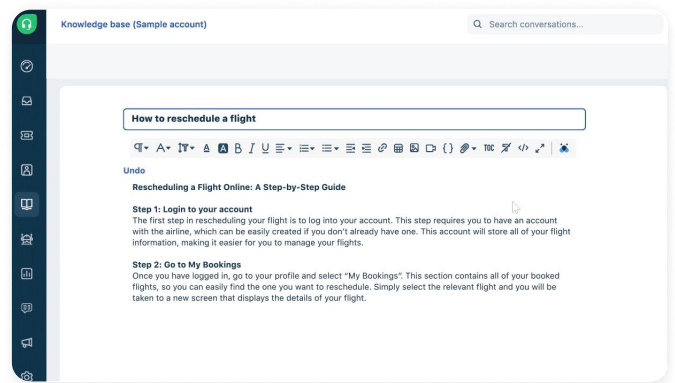 Knowledge base (Sample account)
Search conversations...
How to reschedule a flight
TOC
Undo
Rescheduling a Flight Online: A Step-by-Step Guide
Step 1: Login to your account
The first step in rescheduling your flight is to log into your account. This step requires you to have an account
with the airline, which can be easily created if you don't already have one. This account will store all of your flight
information, making it easier for you to manage your flights.
Step 2: Go to My Bookings
Once you have logged in, go to your profile and select “My Bookings”. This section contains all of your booked
flights, so you can easily find the one you want to reschedule. Simply select the relevant flight and you will be
taken to a new screen that displays the details of your flight.